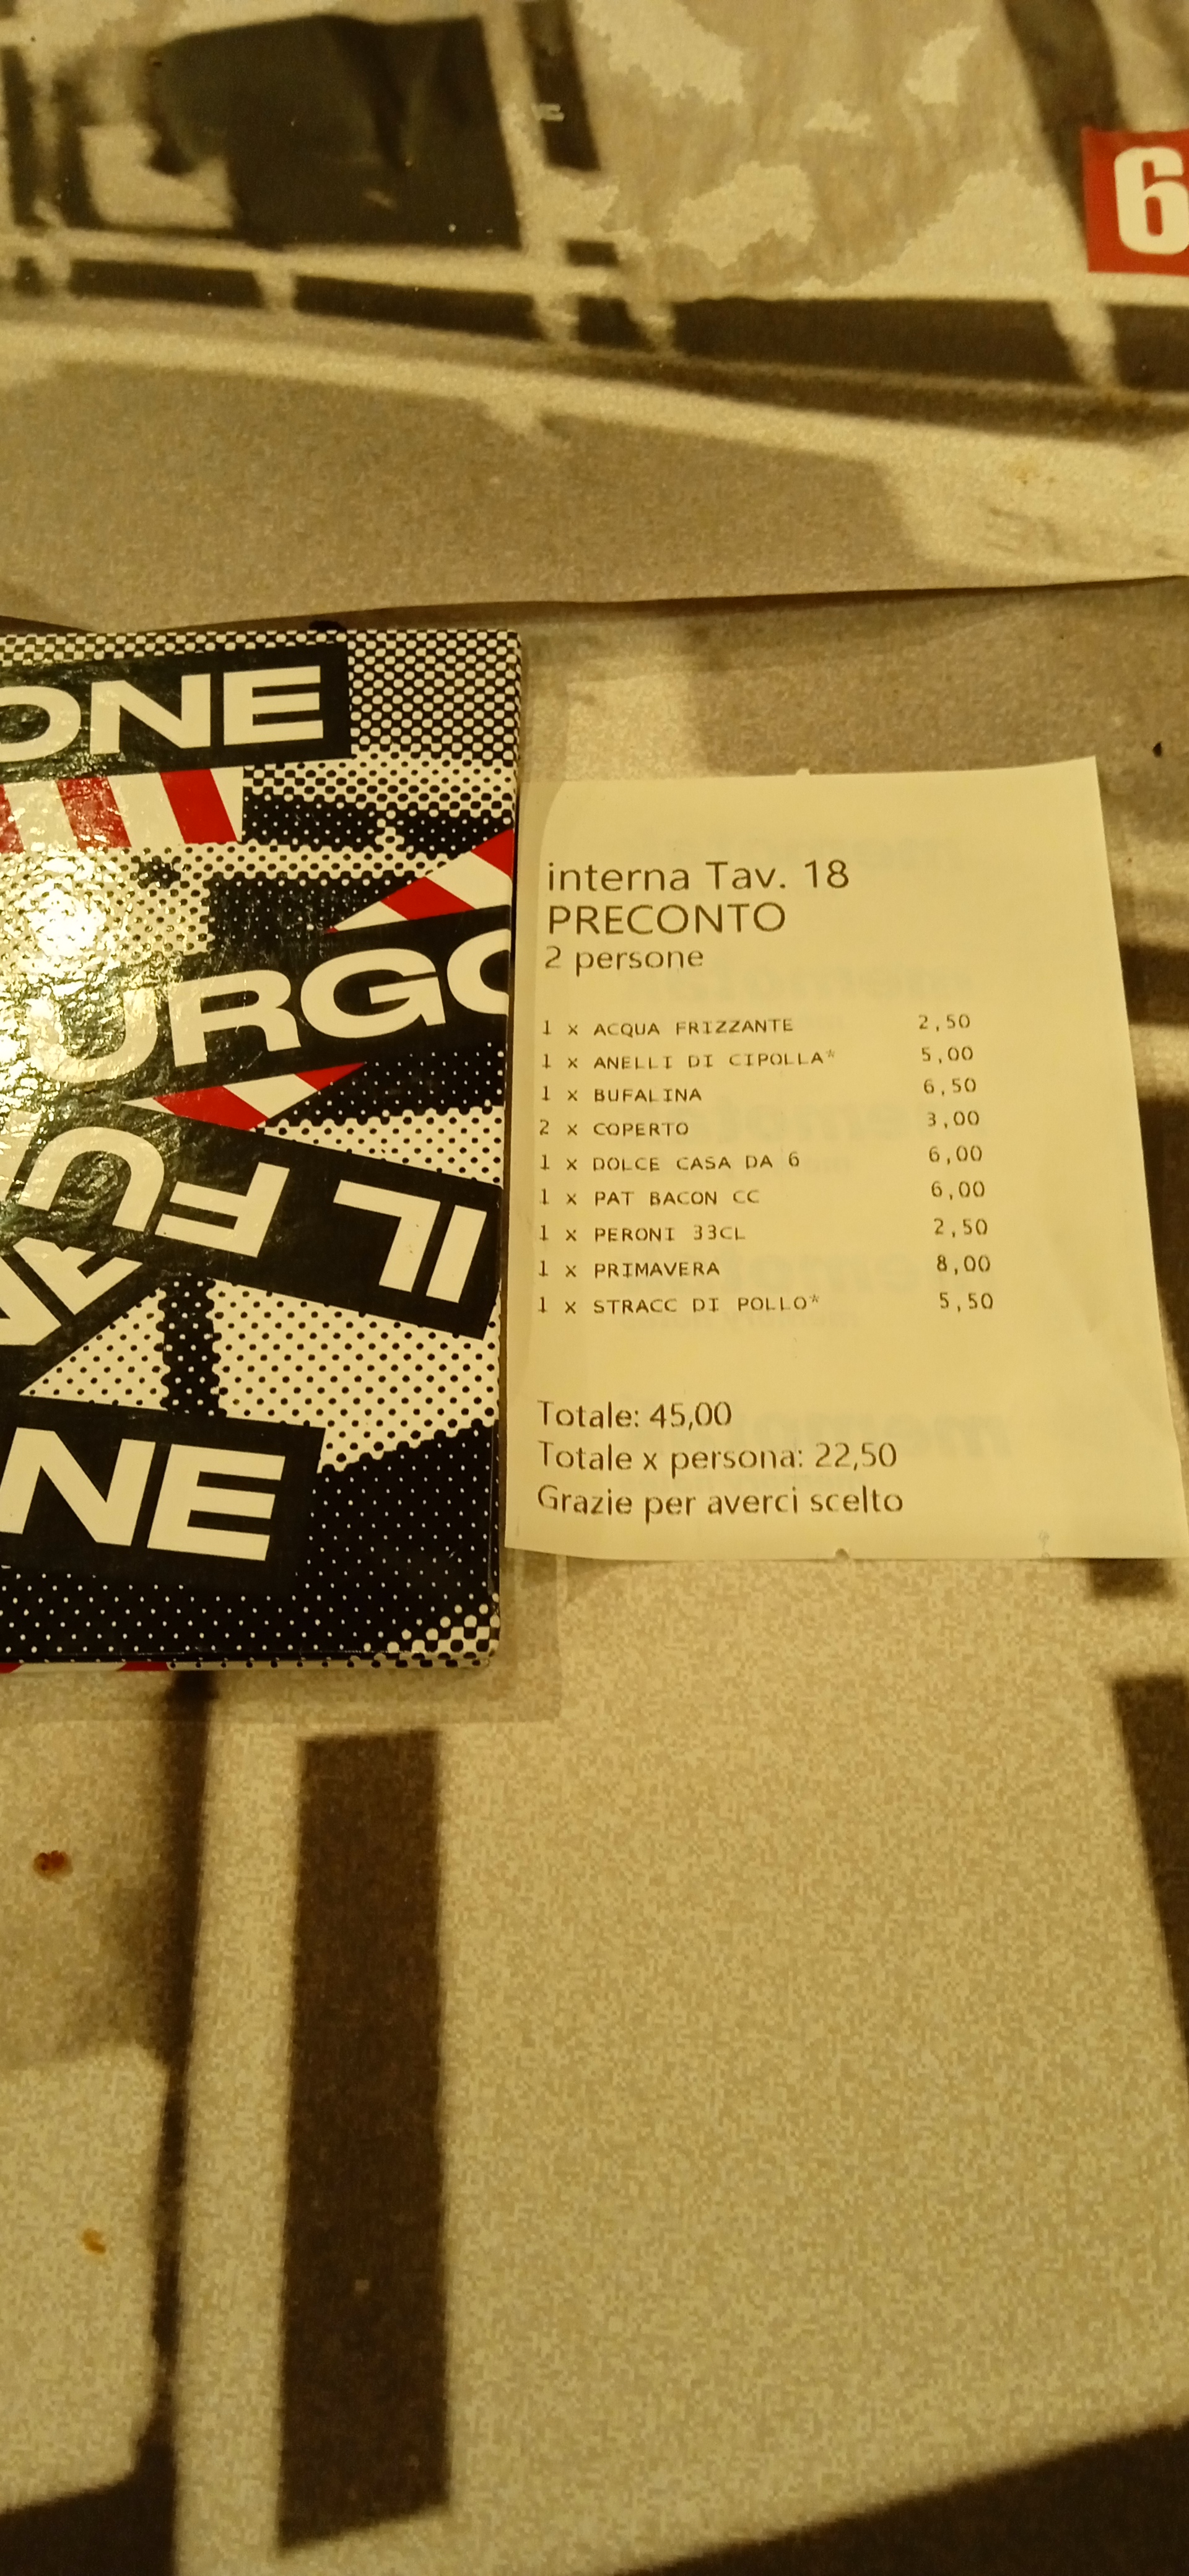 6
ONE
URGO
IL FU
NE
interna Tav. 18
PRECONTO
2 persone
1 x ACQUA FRIZZANTE 2,50
1 x ANELLI DI CIPOLLA* 5,00
1 x BUFALINA 6,50
2 x COPERTO 3,00
1 x DOLCE CASA DA 6 6,00
1 x PAT BACON CC 6,00
1 x PERONI 33CL 2,50
1 x PRIMAVERA 8,00
1 x STRACC DI POLLO* 5,50
Totale: 45,00
Totale x persona: 22,50
Grazie per averci scelto